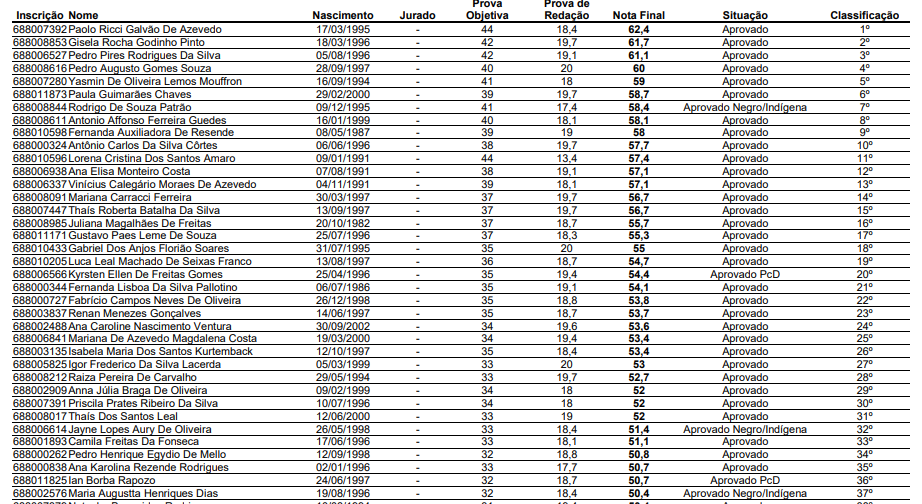 Prova Prova de
Inscrição Nome Nascimento Jurado Objetiva Redação Nota Final Situação Classificação
688007392 Paolo Ricci Galvão De Azevedo 17/03/1995 - 44 18,4 62,4 Aprovado 1º
688008853 Gisela Rocha Godinho Pinto 18/03/1996 - 42 19,7 61,7 Aprovado 2º
688006527 Pedro Pires Rodrigues Da Silva 05/08/1996 - 42 19,1 61,1 Aprovado 3º
688008616 Pedro Augusto Gomes Souza 28/09/1997 - 40 20 60 Aprovado 4º
688007280 Yasmin De Oliveira Lemos Mouffron 16/09/1994 - 41 18 59 Aprovado 5º
688011873 Paula Guimarães Chaves 29/02/2000 - 39 19,7 58,7 Aprovado 6º
688008844 Rodrigo De Souza Patrão 09/12/1995 - 41 17,4 58,4 Aprovado Negro/Indígena 7º
688008611 Antonio Affonso Ferreira Guedes 16/01/1999 - 40 18,1 58,1 Aprovado 8º
688010598 Fernanda Auxiliadora De Resende 08/05/1987 - 39 19 58 Aprovado 9º
688000324 Antônio Carlos Da Silva Côrtes 06/06/1996 - 38 19,7 57,7 Aprovado 10º
688010596 Lorena Cristina Dos Santos Amaro 09/01/1991 - 44 13,4 57,4 Aprovado 11º
688006938 Ana Elisa Monteiro Costa 07/08/1991 - 38 19,1 57,1 Aprovado 12º
688006337 Vinícius Calegário Moraes De Azevedo 04/11/1991 - 39 18,1 57,1 Aprovado 13º
688008091 Mariana Carracci Ferreira 30/03/1997 - 37 19,7 56,7 Aprovado 14º
688007447 Thaís Roberta Batalha Da Silva 13/09/1997 - 37 19,7 56,7 Aprovado 15º
688008985 Juliana Magalhães De Freitas 20/10/1982 - 37 18,7 55,7 Aprovado 16º
688011171 Gustavo Paes Leme De Souza 25/07/1996 - 37 18,3 55,3 Aprovado 17º
688010433 Gabriel Dos Anjos Florião Soares 31/07/1995 - 35 20 55 Aprovado 18º
688010205 Luca Leal Machado De Seixas Franco 13/08/1997 - 36 18,7 54,7 Aprovado 19º
688006566 Kyrsten Ellen De Freitas Gomes 25/04/1996 - 35 19,4 54,4 Aprovado PcD 20º
688000344 Fernanda Lisboa Da Silva Pallotino 06/07/1986 - 35 19,1 54,1 Aprovado 21º
688000727 Fabrício Campos Neves De Oliveira 26/12/1998 - 35 18,8 53,8 Aprovado 22º
688003837 Renan Menezes Gonçalves 14/06/1997 - 35 18,7 53,7 Aprovado 23º
688002488 Ana Caroline Nascimento Ventura 30/09/2002 - 34 19,6 53,6 Aprovado 24º
688006841 Mariana De Azevedo Magdalena Costa 19/03/2000 - 34 19,4 53,4 Aprovado 25º
688003135 Isabela Maria Dos Santos Kurtemback 12/10/1997 - 35 18,4 53,4 Aprovado 26º
688005825 Igor Frederico Da Silva Lacerda 05/03/1999 - 33 20 53 Aprovado 27º
688008212 Raiza Pereira De Carvalho 29/05/1994 - 33 19,7 52,7 Aprovado 28º
688002909 Anna Júlia Braga De Oliveira 09/02/1999 - 34 18 52 Aprovado 29º
688007391 Priscila Prates Ribeiro Da Silva 10/07/1996 - 34 18 52 Aprovado 30º
688008017 Thaís Dos Santos Leal 12/06/2000 - 33 19 52 Aprovado 31º
688006614 Jayne Lopes Aury De Oliveira 26/05/1998 - 33 18,4 51,4 Aprovado Negro/Indígena 32º
688001893 Camila Freitas Da Fonseca 17/06/1996 - 33 18,1 51,1 Aprovado 33º
688000262 Pedro Henrique Egydio De Mello 12/09/1998 - 32 18,8 50,8 Aprovado 34º
688000838 Ana Karolina Rezende Rodrigues 02/01/1996 - 33 17,7 50,7 Aprovado 35º
688011825 Ian Borba Rapozo 24/06/1997 - 32 18,7 50,7 Aprovado PcD 36º
688002576 Maria Augustta Henriques Dias 19/08/1996 - 32 18,4 50,4 Aprovado Negro/Indígena 37º